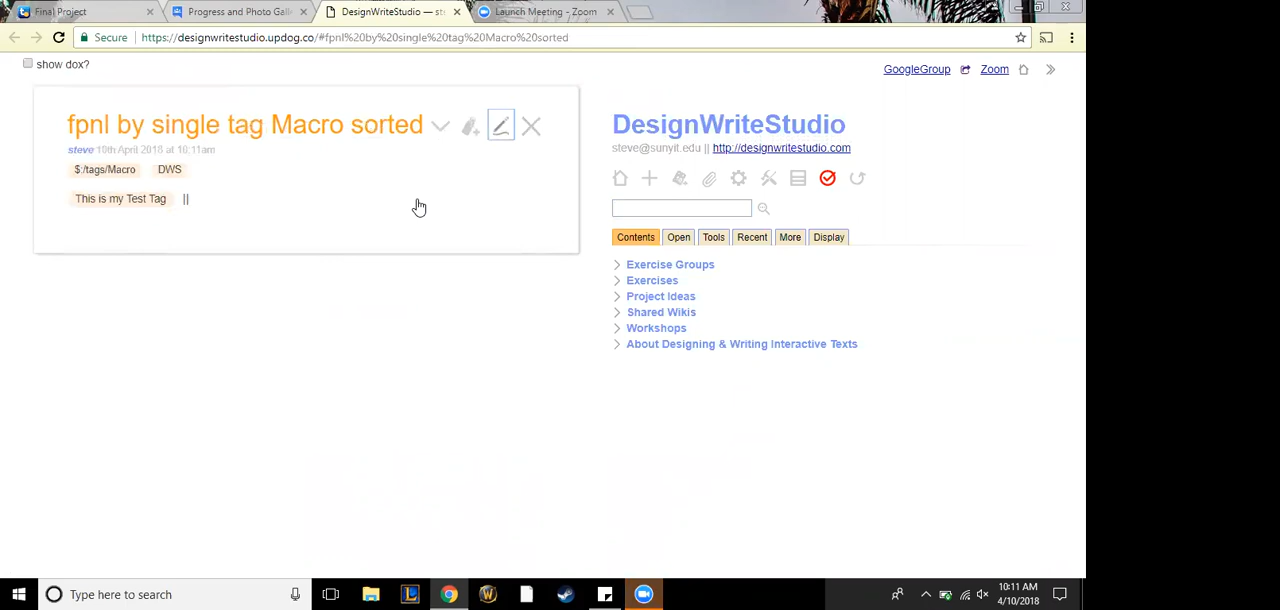 Final Project
Progress and Photo Gall
DesignWriteStudio — st
Launch Meeting - Zoom
Secure
https://designwritestudio.updog.co/#fpnl%20by%20single%20tag%20Macro%20sorted
show dox?
GoogleGroup
Zoom
fpnl by single tag Macro sorted
steve 10th April 2018 at 10:11am
$:/tags/Macro DWS
This is my Test Tag ||
DesignWriteStudio
steve@sunyit.edu || http://designwritestudio.com
Contents Open Tools Recent More Display
Exercise Groups
Exercises
Project Ideas
Shared Wikis
Workshops
About Designing & Writing Interactive Texts
Type here to search
10:11 AM
4/10/2018